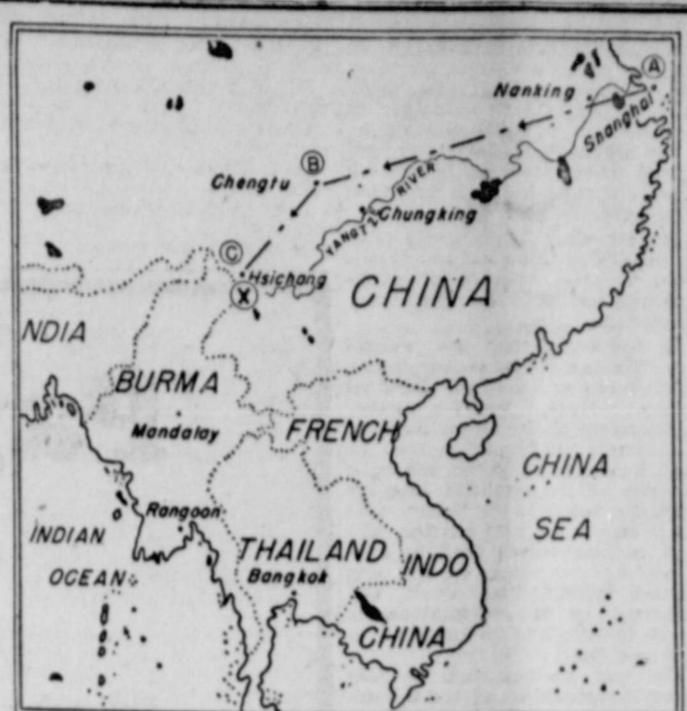 A
Nanking
Shanghai
B
Chengtu
YANGTZE RIVER
Chungking
C
Hsichang
X
CHINA
NDIA
BURMA
Mandalay
FRENCH
CHINA
SEA
Rangoon
INDIAN
OCEAN
THAILAND
INDO
Bangkok
CHINA